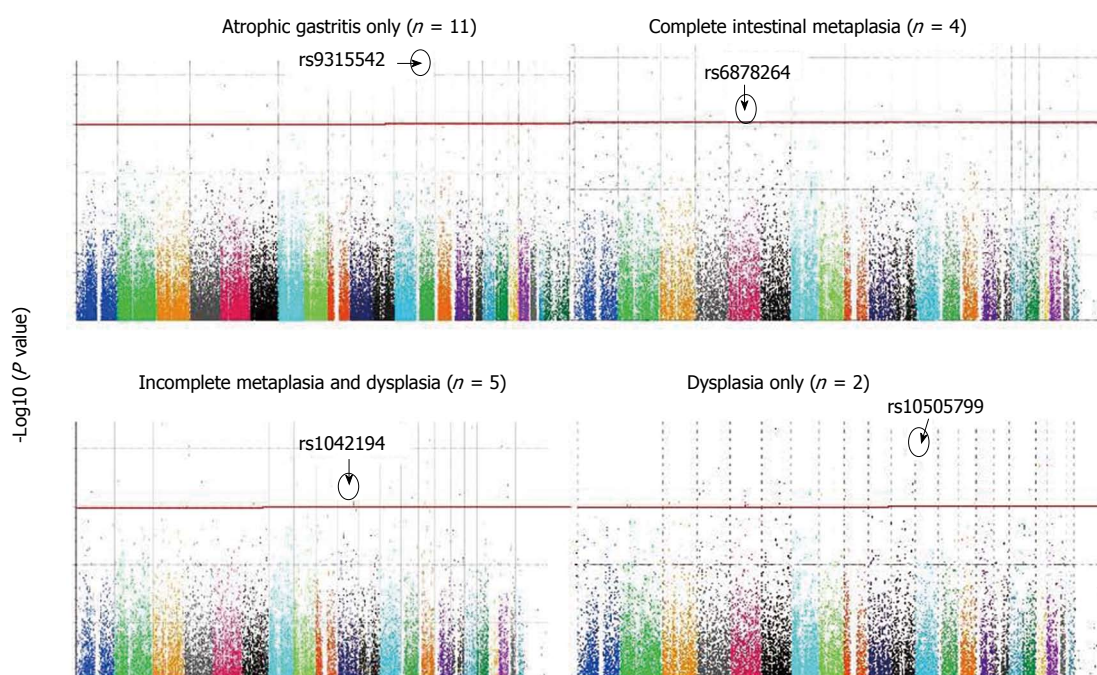 Atrophic gastritis only (n = 11)
rs9315542
Complete intestinal metaplasia (n = 4)
rs6878264
-Log10 (P value)
Incomplete metaplasia and dysplasia (n = 5)
rs1042194
Dysplasia only (n = 2)
rs10505799